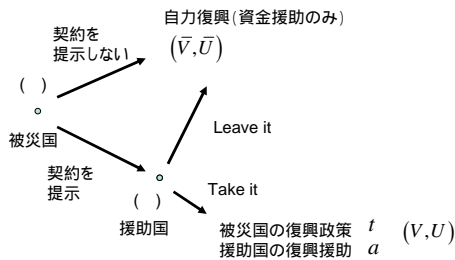 自力復興(資金援助のみ)
(V̄,Ū)
契約を
提示しない
( )
被災国
契約を
提示
Leave it
( )
援助国
Take it
被災国の復興政策 t (V,U)
援助国の復興援助 a